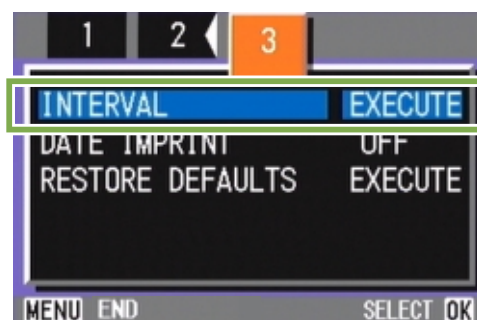 1 2 3
INTERVAL EXECUTE
DATE IMPRINT OFF
RESTORE DEFAULTS EXECUTE
MENU END SELECT OK